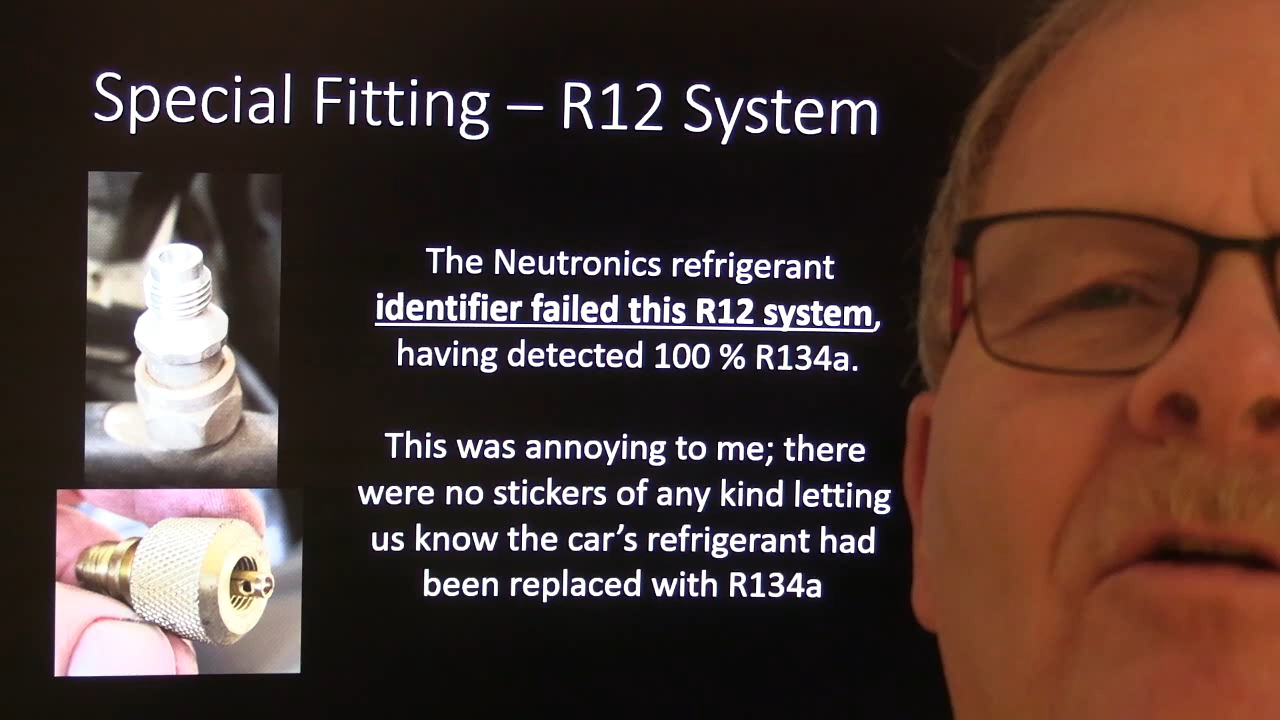 Special Fitting – R12 System
The Neutronics refrigerant
identifier failed this R12 system,
having detected 100 % R134a.
This was annoying to me; there
were no stickers of any kind letting
us know the car’s refrigerant had
been replaced with R134a